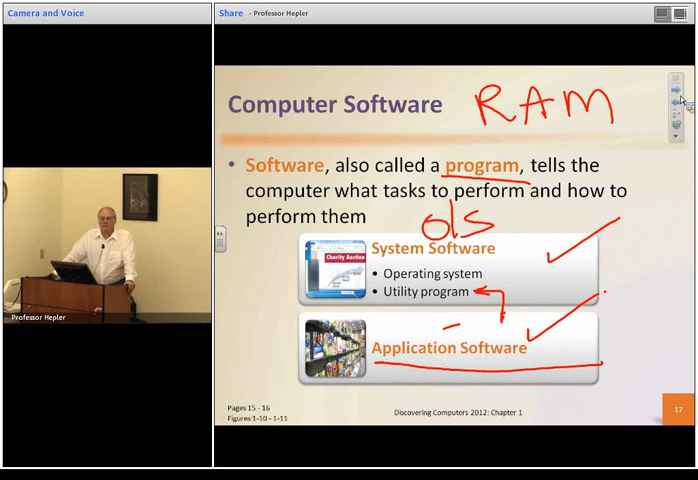 Camera and Voice
Share - Professor Hepler
Computer Software
RAM
• Software, also called a program, tells the
computer what tasks to perform and how to
perform them
o/s
System Software
Charity Auction
• Operating system
• Utility program
Application Software
Professor Hepler
Pages 15 - 16
Figures 1-10 - 1-11
Discovering Computers 2012: Chapter 1
17